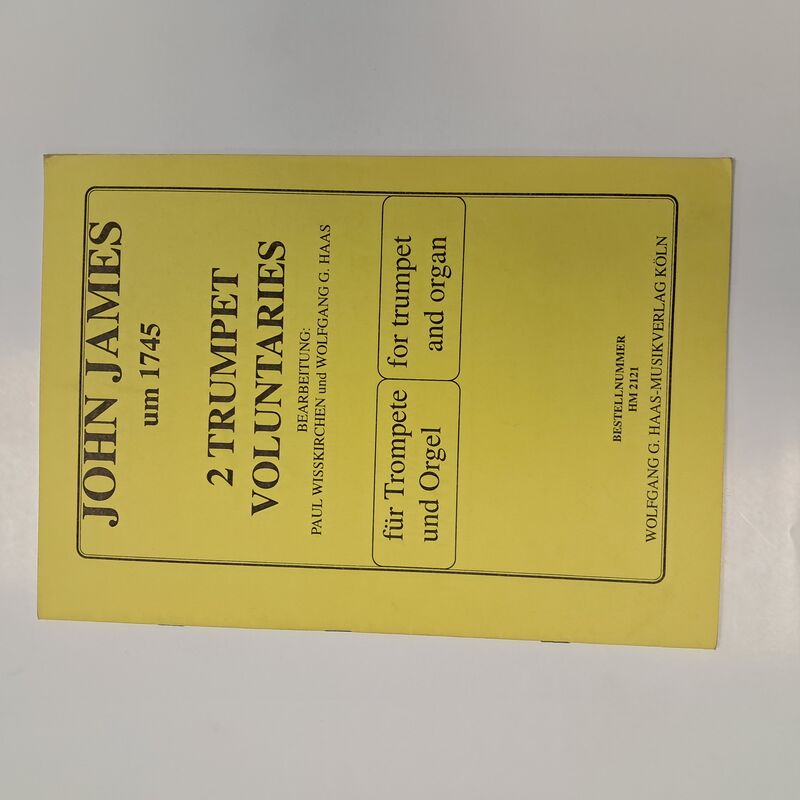 JOHN JAMES
um 1745
2 TRUMPET
VOLUNTARIES
BEARBEITUNG:
PAUL WISSKIRCHEN und WOLFGANG G. HAAS
für Trompete
und Orgel
for trumpet
and organ
BESTELLNUMMER
HM 2121
WOLFGANG G. HAAS-MUSIKVERLAG KÖLN